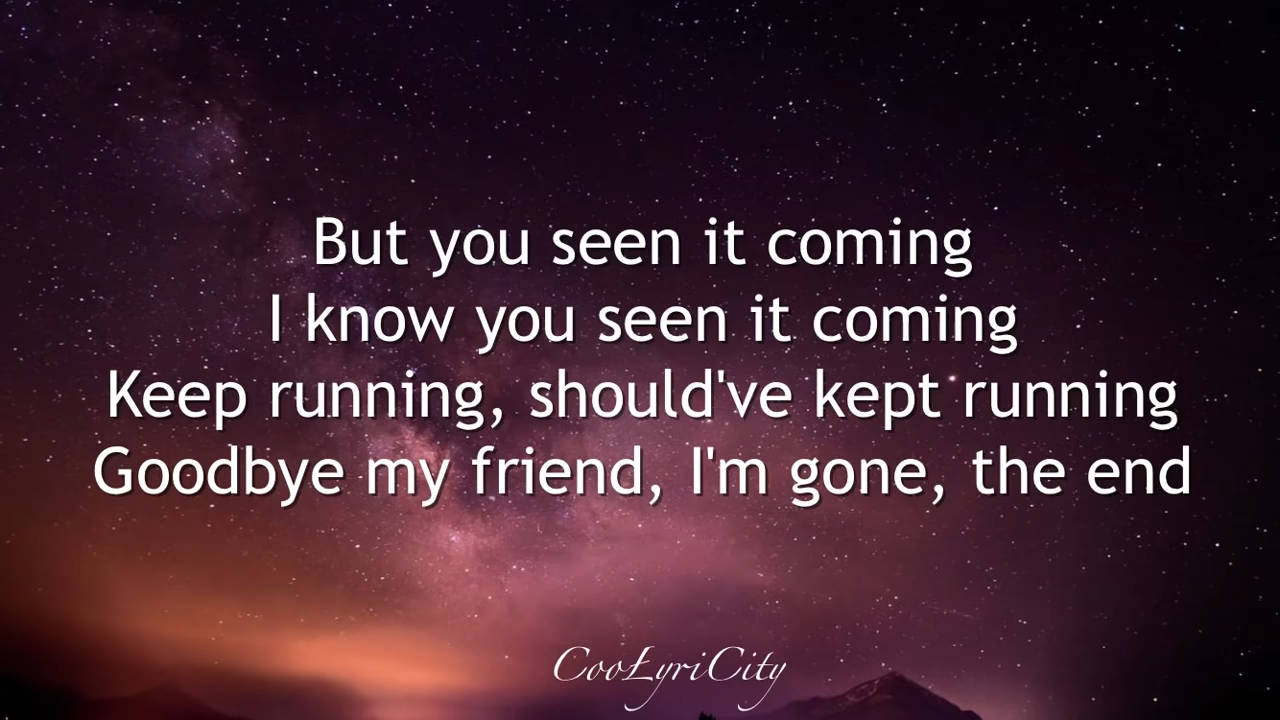 But you seen it coming
I know you seen it coming
Keep running, should've kept running
Goodbye my friend, I'm gone, the end
CooLyriCity